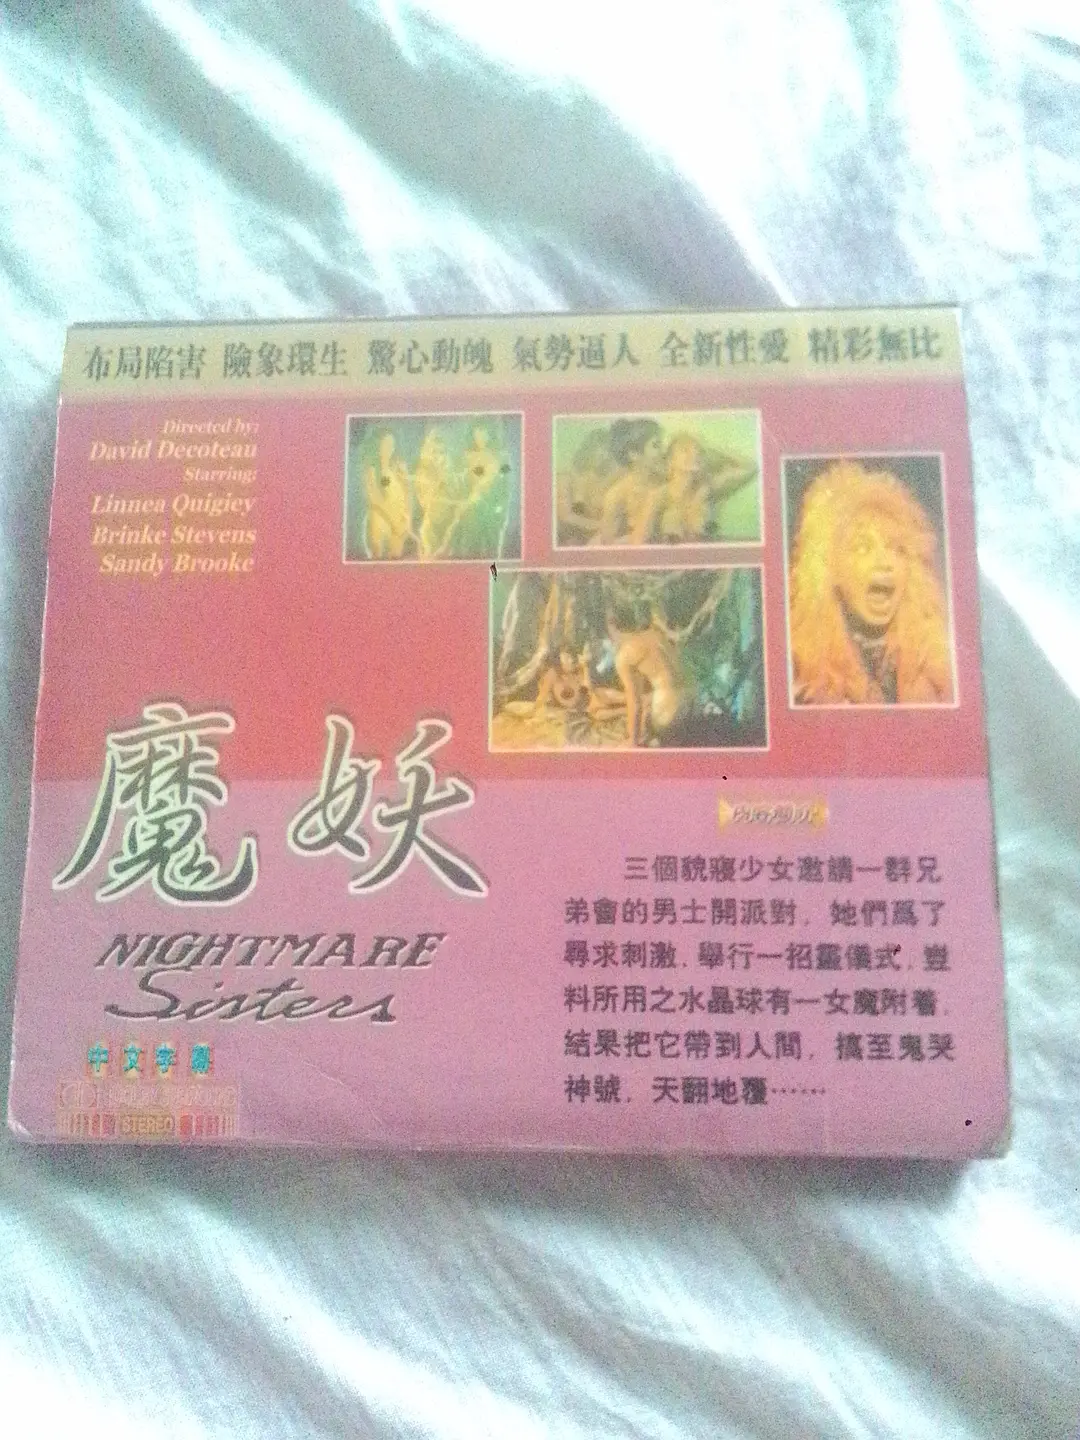 布局陷害 險象環生 驚心動魄 氣勢逼人 全新性愛 精彩無比
Directed by:
David Decoteau
Starring:
Linnea Quigiey
Brinke Stevens
Sandy Brooke
魔妖
NIGHTMARE
Sisters
中文字幕
STEREO
三個貌寢少女邀請一群兄
弟會的男士開派對，她們爲了
尋求刺激，舉行一招靈儀式，豈
料所用之水晶球有一女魔附着，
結果把它帶到人間，搞至鬼哭
神號，天翻地覆……